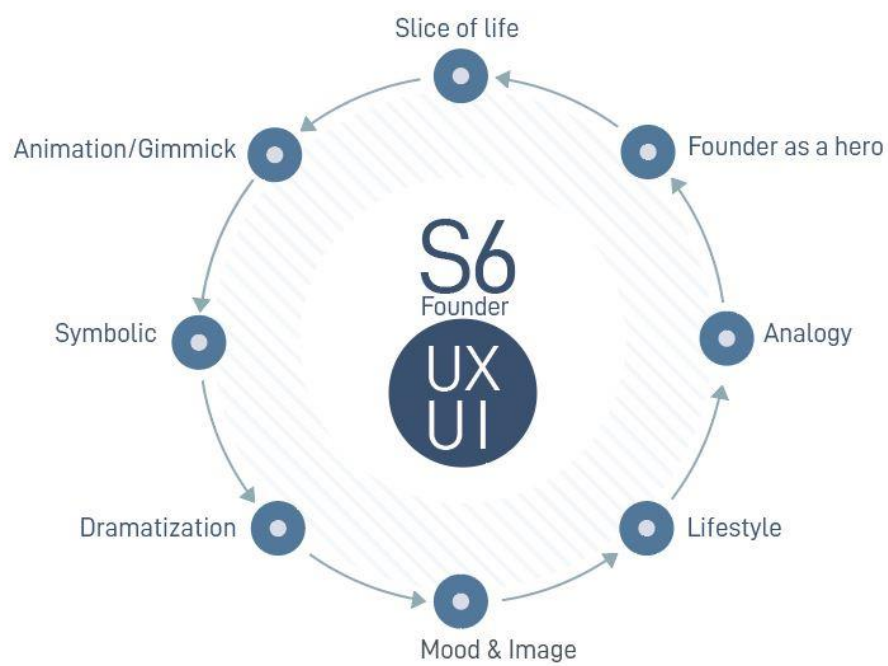 Slice of life
Animation/Gimmick
Founder as a hero
S6
Founder
UX
UI
Symbolic
Analogy
Dramatization
Lifestyle
Mood & Image